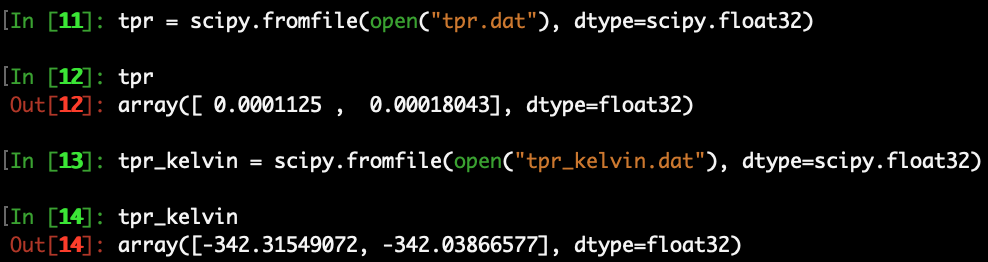 [In [11]: tpr = scipy.fromfile(open("tpr.dat"), dtype=scipy.float32)
[In [12]: tpr
Out[12]: array([ 0.0001125 ,  0.00018043], dtype=float32)
[In [13]: tpr_kelvin = scipy.fromfile(open("tpr_kelvin.dat"), dtype=scipy.float32)
[In [14]: tpr_kelvin
Out[14]: array([-342.31549072, -342.03866577], dtype=float32)